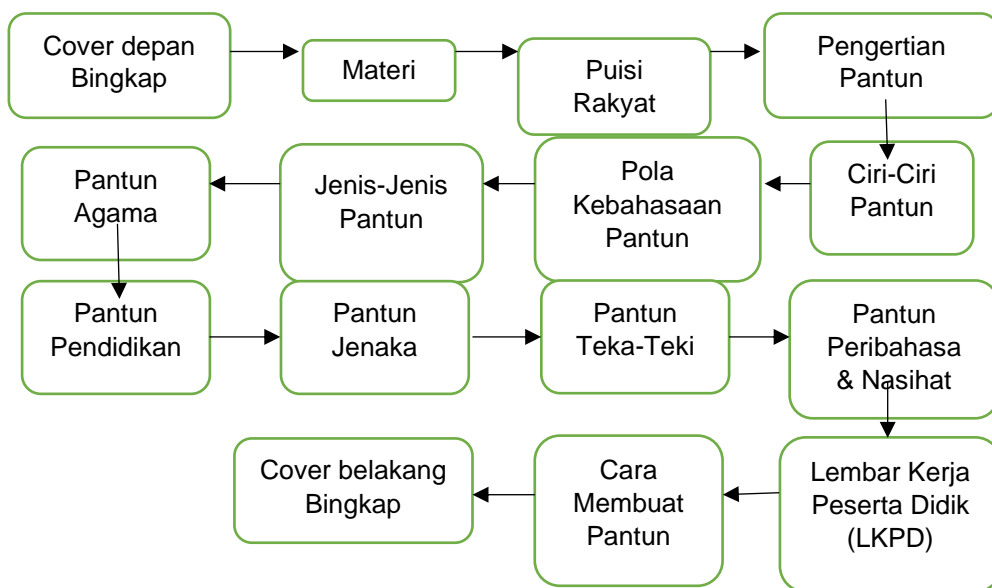 Cover depan
Bingkap
Materi
Puisi
Rakyat
Pengertian
Pantun
Ciri-Ciri
Pantun
Pola
Kebahasaan
Pantun
Jenis-Jenis
Pantun
Pantun
Agama
Pantun
Pendidikan
Pantun
Jenaka
Pantun
Teka-Teki
Pantun
Peribahasa
& Nasihat
Lembar Kerja
Peserta Didik
(LKPD)
Cara
Membuat
Pantun
Cover belakang
Bingkap